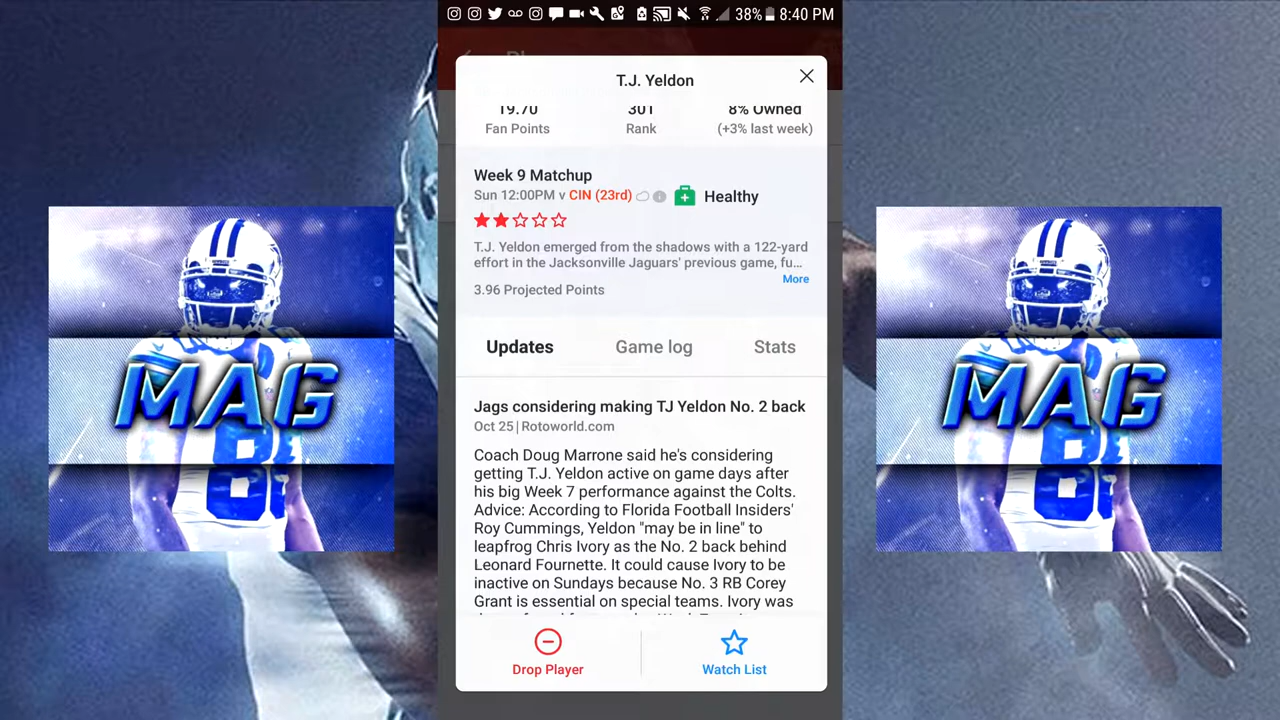 38% 8:40 PM
T.J. Yeldon
19.70 301 8% Owned
Fan Points Rank (+3% last week)
Week 9 Matchup
Sun 12:00PM v CIN (23rd) Healthy
T.J. Yeldon emerged from the shadows with a 122-yard
effort in the Jacksonville Jaguars' previous game, fu...
More
3.96 Projected Points
Updates Game log Stats
Jags considering making TJ Yeldon No. 2 back
Oct 25 | Rotoworld.com
Coach Doug Marrone said he's considering
getting T.J. Yeldon active on game days after
his big Week 7 performance against the Colts.
Advice: According to Florida Football Insiders'
Roy Cummings, Yeldon "may be in line" to
leapfrog Chris Ivory as the No. 2 back behind
Leonard Fournette. It could cause Ivory to be
inactive on Sundays because No. 3 RB Corey
Grant is essential on special teams. Ivory was
Drop Player Watch List
MAG
MAG